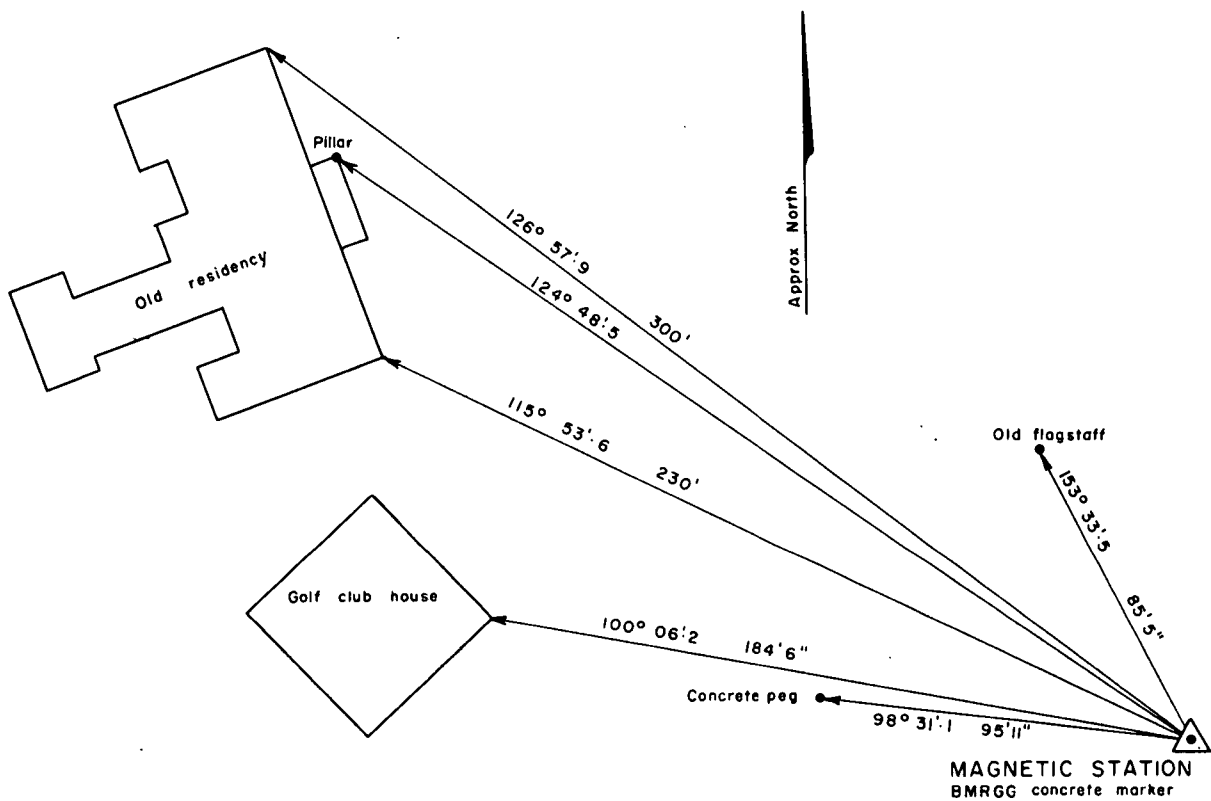 Pillar
Approx North
126° 57'.9 300'
124° 48'.5
Old residency
115° 53'.6 230'
Old flagstaff
153° 33'.5 85'5"
Golf club house
100° 06'.2 184'6"
Concrete peg
98° 31'.1 95'11"
MAGNETIC STATION
BMRGG concrete marker